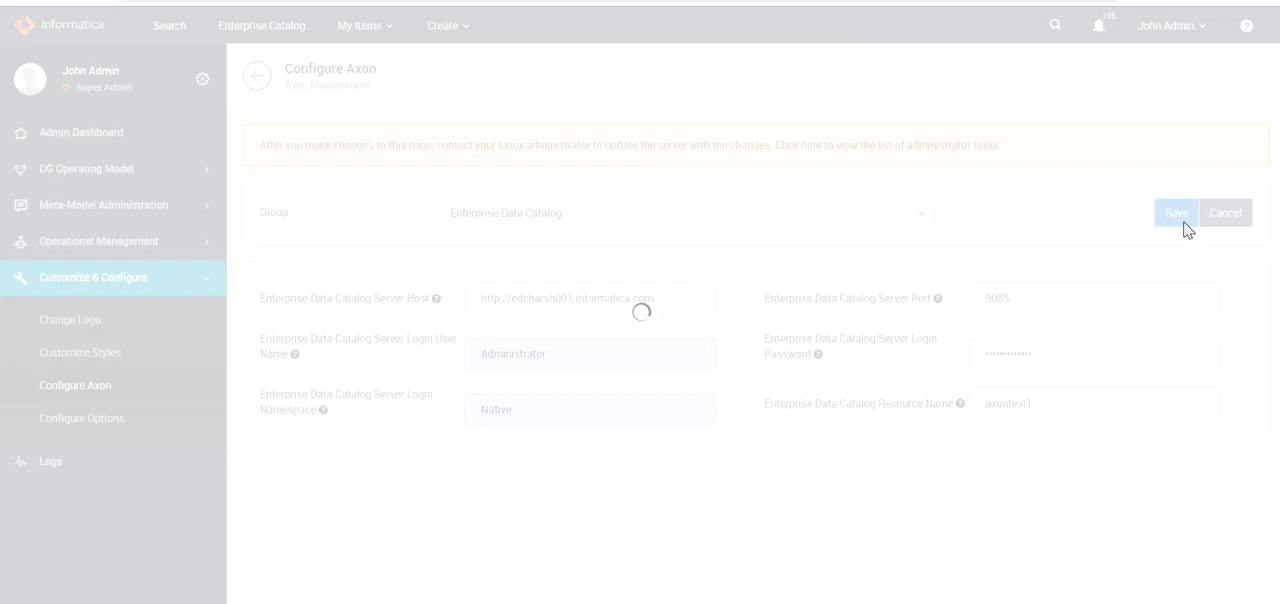 Informatica
Search
Enterprise Catalog
My Items
Create
106
John Admin
John Admin
Super Admin
Admin Dashboard
DG Operating Model
Meta-Model Administration
Operational Management
Customize & Configure
Change Logo
Customize Styles
Configure Axon
Configure Options
Logs
Configure Axon
Axon Management
After you make changes to this page, contact your Linux administrator to update the server with the changes. Click here to view the list of administrator tasks.
Group
Enterprise Data Catalog
Save
Cancel
Enterprise Data Catalog Server Host
http://edcharsh001.informatica.com
Enterprise Data Catalog Server Port
9085
Enterprise Data Catalog Server Login User
Name
Administrator
Enterprise Data Catalog Server Login
Password
•••••••••••••
Enterprise Data Catalog Server Login
Namespace
Native
Enterprise Data Catalog Resource Name
axontest1